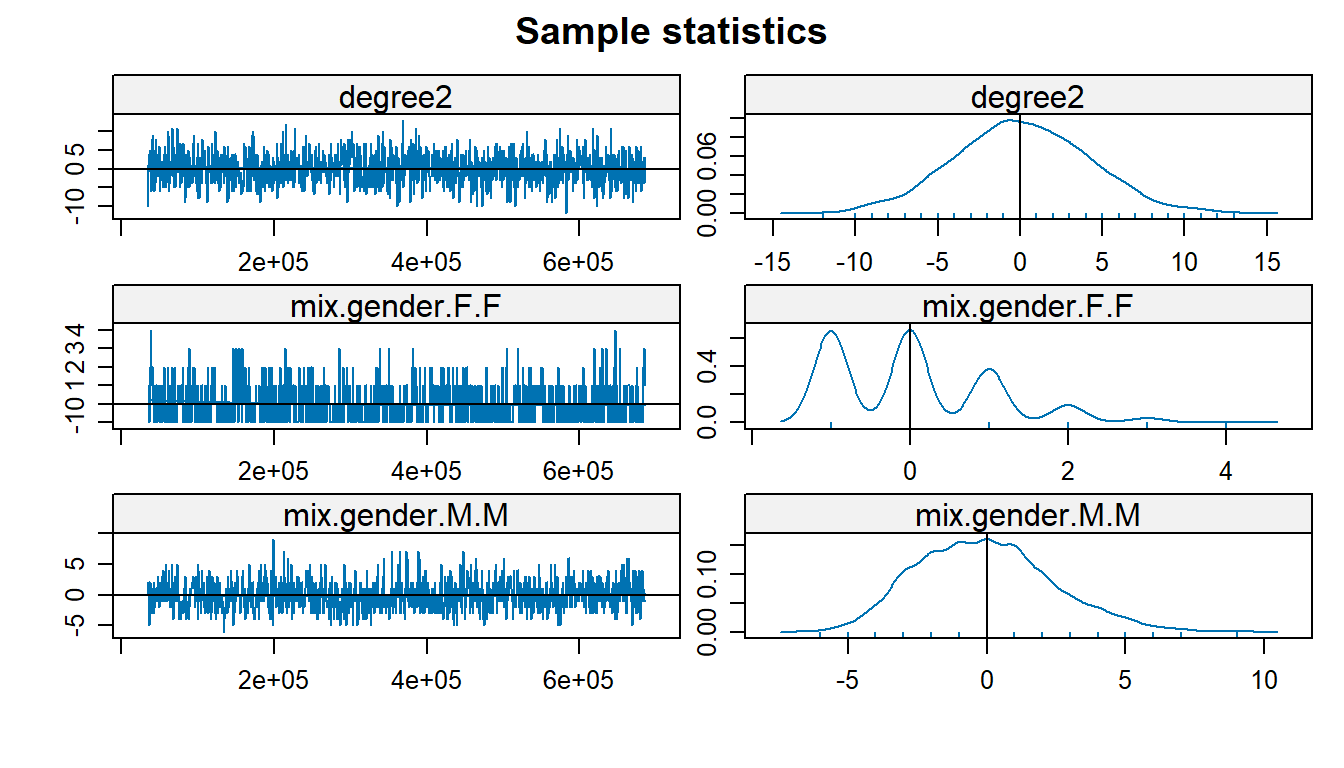 Sample statistics
degree2
degree2
-10 0 5
0.00 0.06
2e+05 4e+05 6e+05
-15 -10 -5 0 5 10 15
mix.gender.F.F
mix.gender.F.F
-1 0 1 2 3 4
0.0 0.4
2e+05 4e+05 6e+05
0 2 4
mix.gender.M.M
mix.gender.M.M
-5 0 5
0.00 0.10
2e+05 4e+05 6e+05
-5 0 5 10